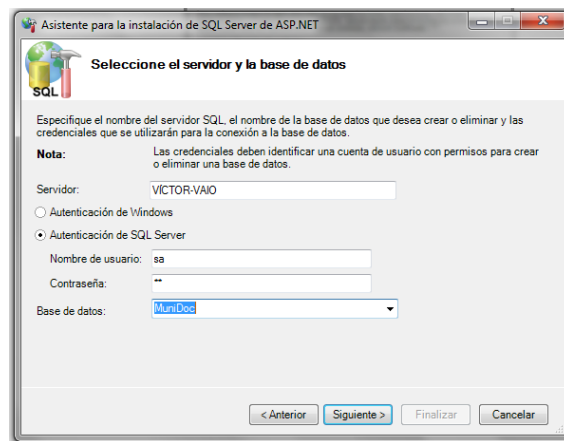 Asistente para la instalación de SQL Server de ASP.NET
Seleccione el servidor y la base de datos
SQL
Especifique el nombre del servidor SQL, el nombre de la base de datos que desea crear o eliminar y las
credenciales que se utilizarán para la conexión a la base de datos.
Nota: Las credenciales deben identificar una cuenta de usuario con permisos para crear
o eliminar una base de datos.
Servidor: VÍCTOR-VAIO
Autenticación de Windows
Autenticación de SQL Server
Nombre de usuario: sa
Contraseña: **
Base de datos: MuniDoc
< Anterior Siguiente > Finalizar Cancelar